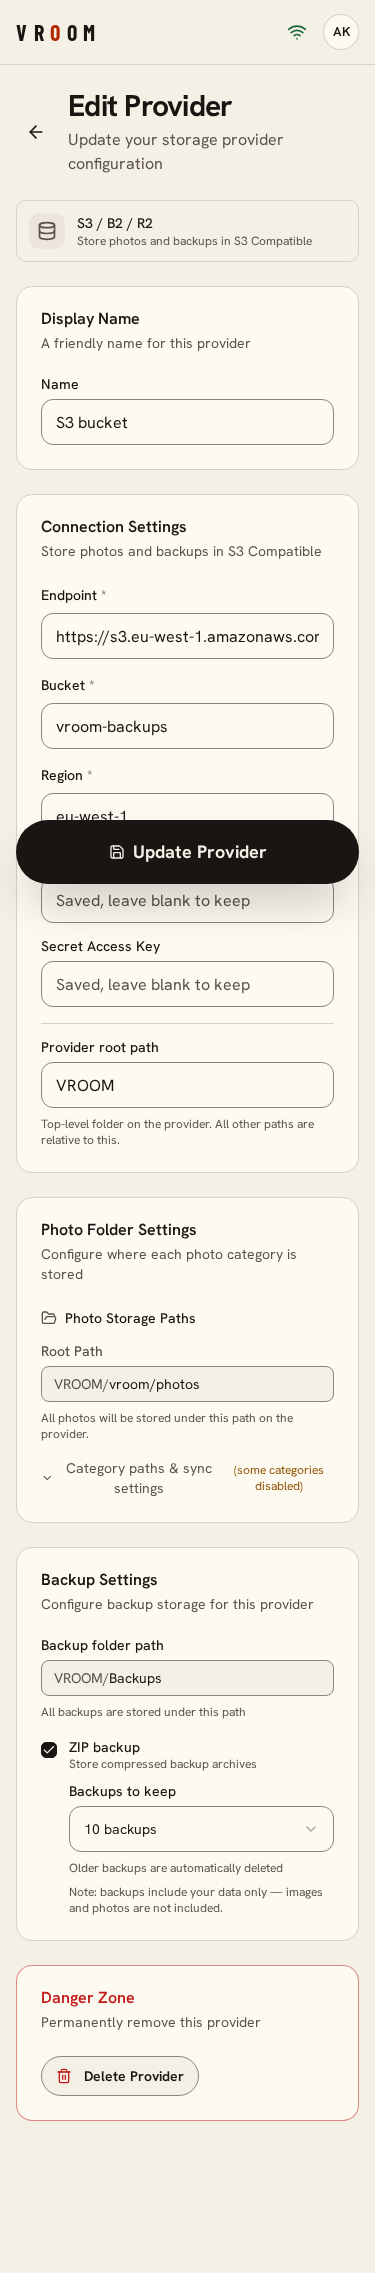 VROOM
AK
Edit Provider
Update your storage provider
configuration
S3 / B2 / R2
Store photos and backups in S3 Compatible
Display Name
A friendly name for this provider
Name
S3 bucket
Connection Settings
Store photos and backups in S3 Compatible
Endpoint *
https://s3.eu-west-1.amazonaws.cor
Bucket *
vroom-backups
Region *
eu-west-1
Update Provider
Saved, leave blank to keep
Secret Access Key
Saved, leave blank to keep
Provider root path
VROOM
Top-level folder on the provider. All other paths are
relative to this.
Photo Folder Settings
Configure where each photo category is
stored
Photo Storage Paths
Root Path
VROOM/vroom/photos
All photos will be stored under this path on the
provider.
Category paths & sync
settings
(some categories
disabled)
Backup Settings
Configure backup storage for this provider
Backup folder path
VROOM/Backups
All backups are stored under this path
ZIP backup
Store compressed backup archives
Backups to keep
10 backups
Older backups are automatically deleted
Note: backups include your data only — images
and photos are not included.
Danger Zone
Permanently remove this provider
Delete Provider